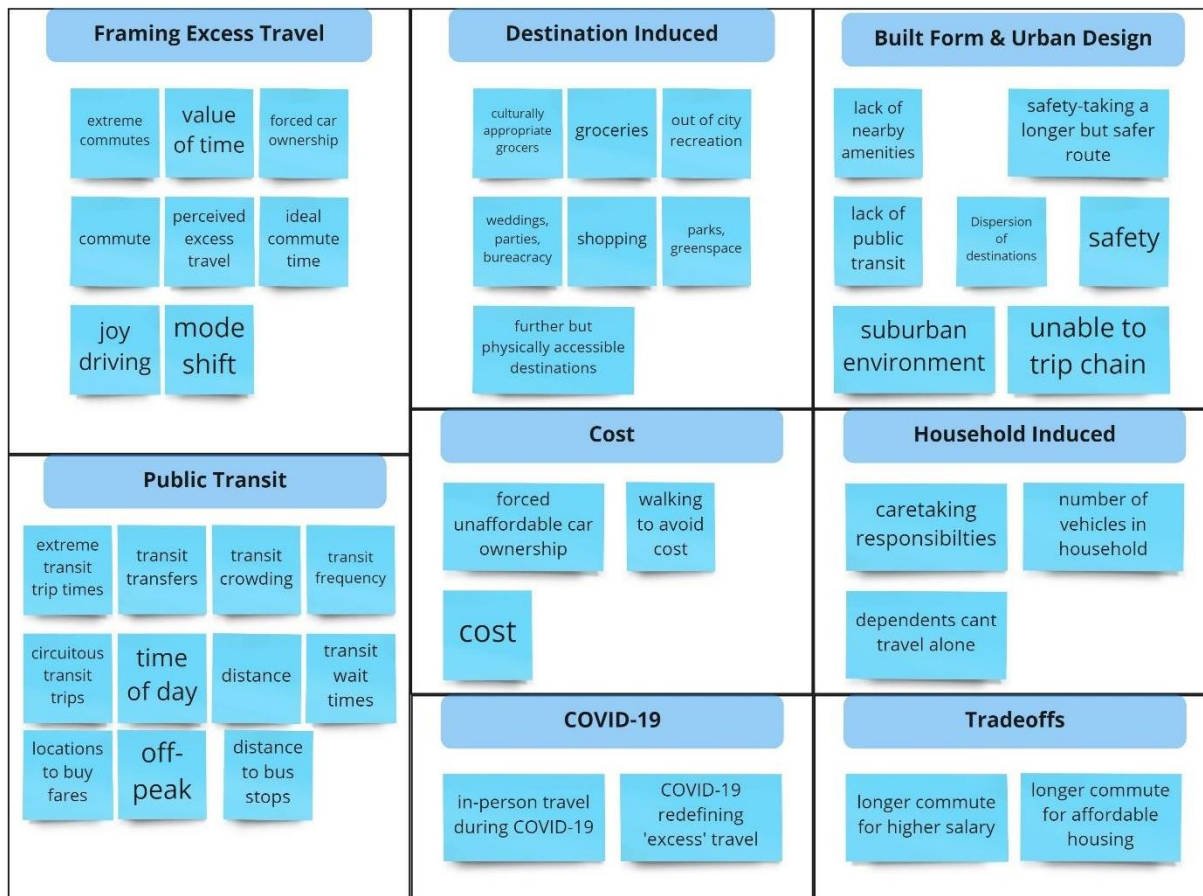 Framing Excess Travel
extreme
commutes
value
of time
forced car
ownership
commute
perceived
excess
travel
ideal
commute
time
joy
driving
mode
shift
Destination Induced
culturally
appropriate
grocers
groceries
out of city
recreation
weddings,
parties,
bureacracy
shopping
parks,
greenspace
further but
physically accessible
destinations
Built Form & Urban Design
lack of
nearby
amenities
safety-taking a
longer but safer
route
lack of
public
transit
Dispersion
of
destinations
safety
suburban
environment
unable to
trip chain
Public Transit
extreme
transit
trip times
transit
transfers
transit
crowding
transit
frequency
circuitous
transit
trips
time
of day
distance
transit
wait
times
locations
to buy
fares
off-
peak
distance
to bus
stops
Cost
forced
unaffordable car
ownership
walking
to avoid
cost
cost
Household Induced
caretaking
responsibilties
number of
vehicles in
household
dependents cant
travel alone
COVID-19
in-person travel
during COVID-19
COVID-19
redefining
'excess' travel
Tradeoffs
longer commute
for higher salary
longer commute
for affordable
housing